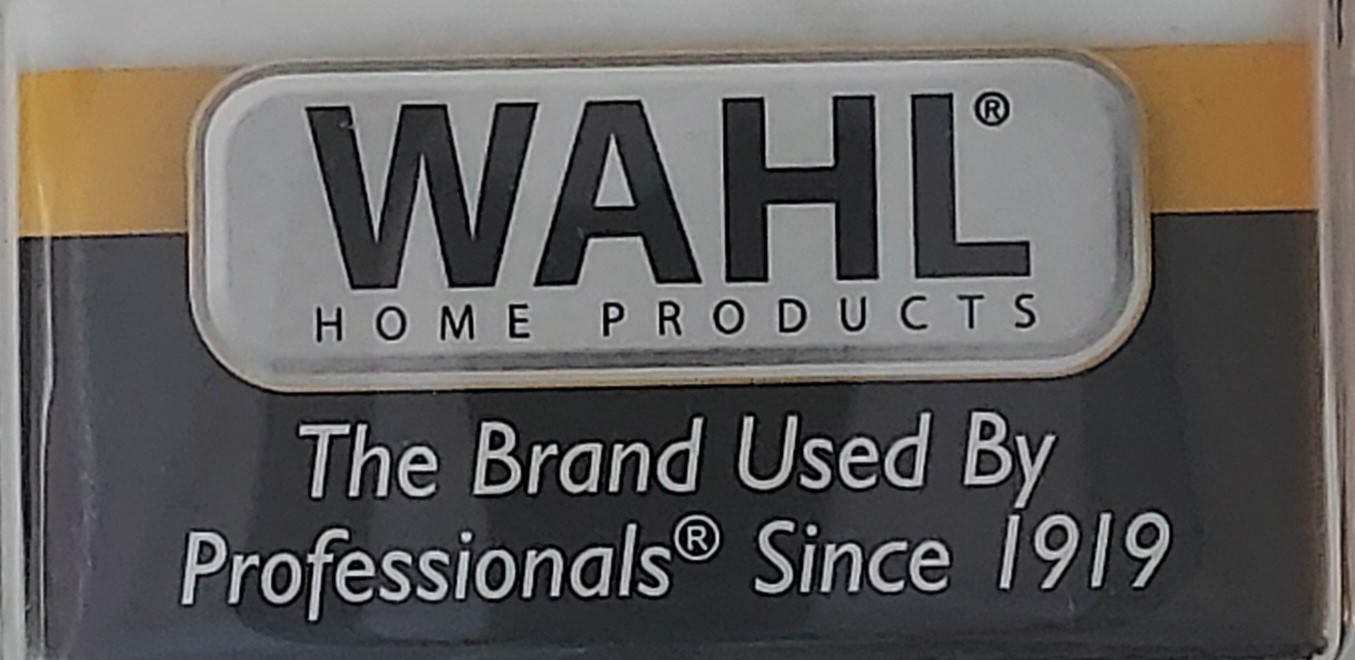 WAHL®
HOME PRODUCTS
The Brand Used By
Professionals® Since 1919